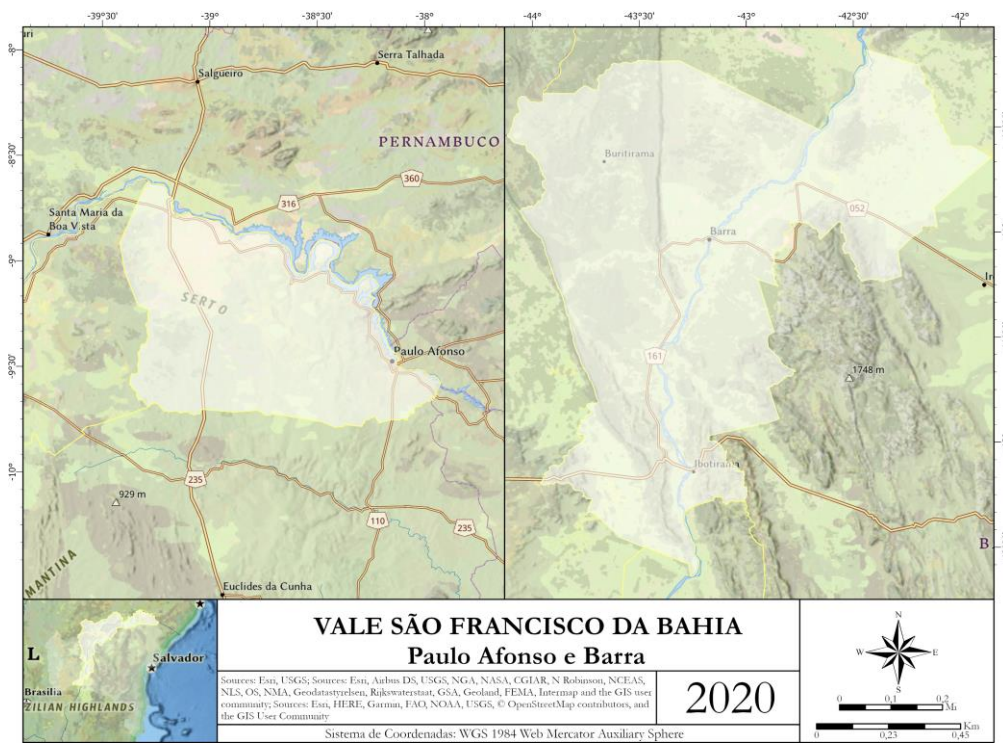 -39°30'
-39°
-38°30'
-38°
-43°30'
-43°
-42°30'
-42°
-8°
-8°30'
-9°
-9°30'
-10°
Serra Talhada
Salgueiro
PERNAMBUCO
360
316
Santa Maria da
Boa Vista
SERTO
Paulo Afonso
235
929 m
110
235
MANTINA
Euclides da Cunha
Buritirama
052
Barra
161
1748 m
Ibotirama
B
L
Salvador
Brasília
ZILIAN HIGHLANDS
VALE SÃO FRANCISCO DA BAHIA
Paulo Afonso e Barra
Sources: Esri, USGS; Sources: Esri, Airbus DS, USGS, NGA, NASA, CGIAR, N Robinson, NCEAS,
NLS, OS, NMA, Geodatastyrelsen, Rijkswaterstaat, GSA, Geoland, FEMA, Intermap and the GIS user
community; Sources: Esri, HERE, Garmin, FAO, NOAA, USGS, © OpenStreetMap contributors, and
the GIS User Community
2020
Sistema de Coordenadas: WGS 1984 Web Mercator Auxiliary Sphere
N
W E
S
0 0,1 0,2
Mi
Km
0 0,23 0,45